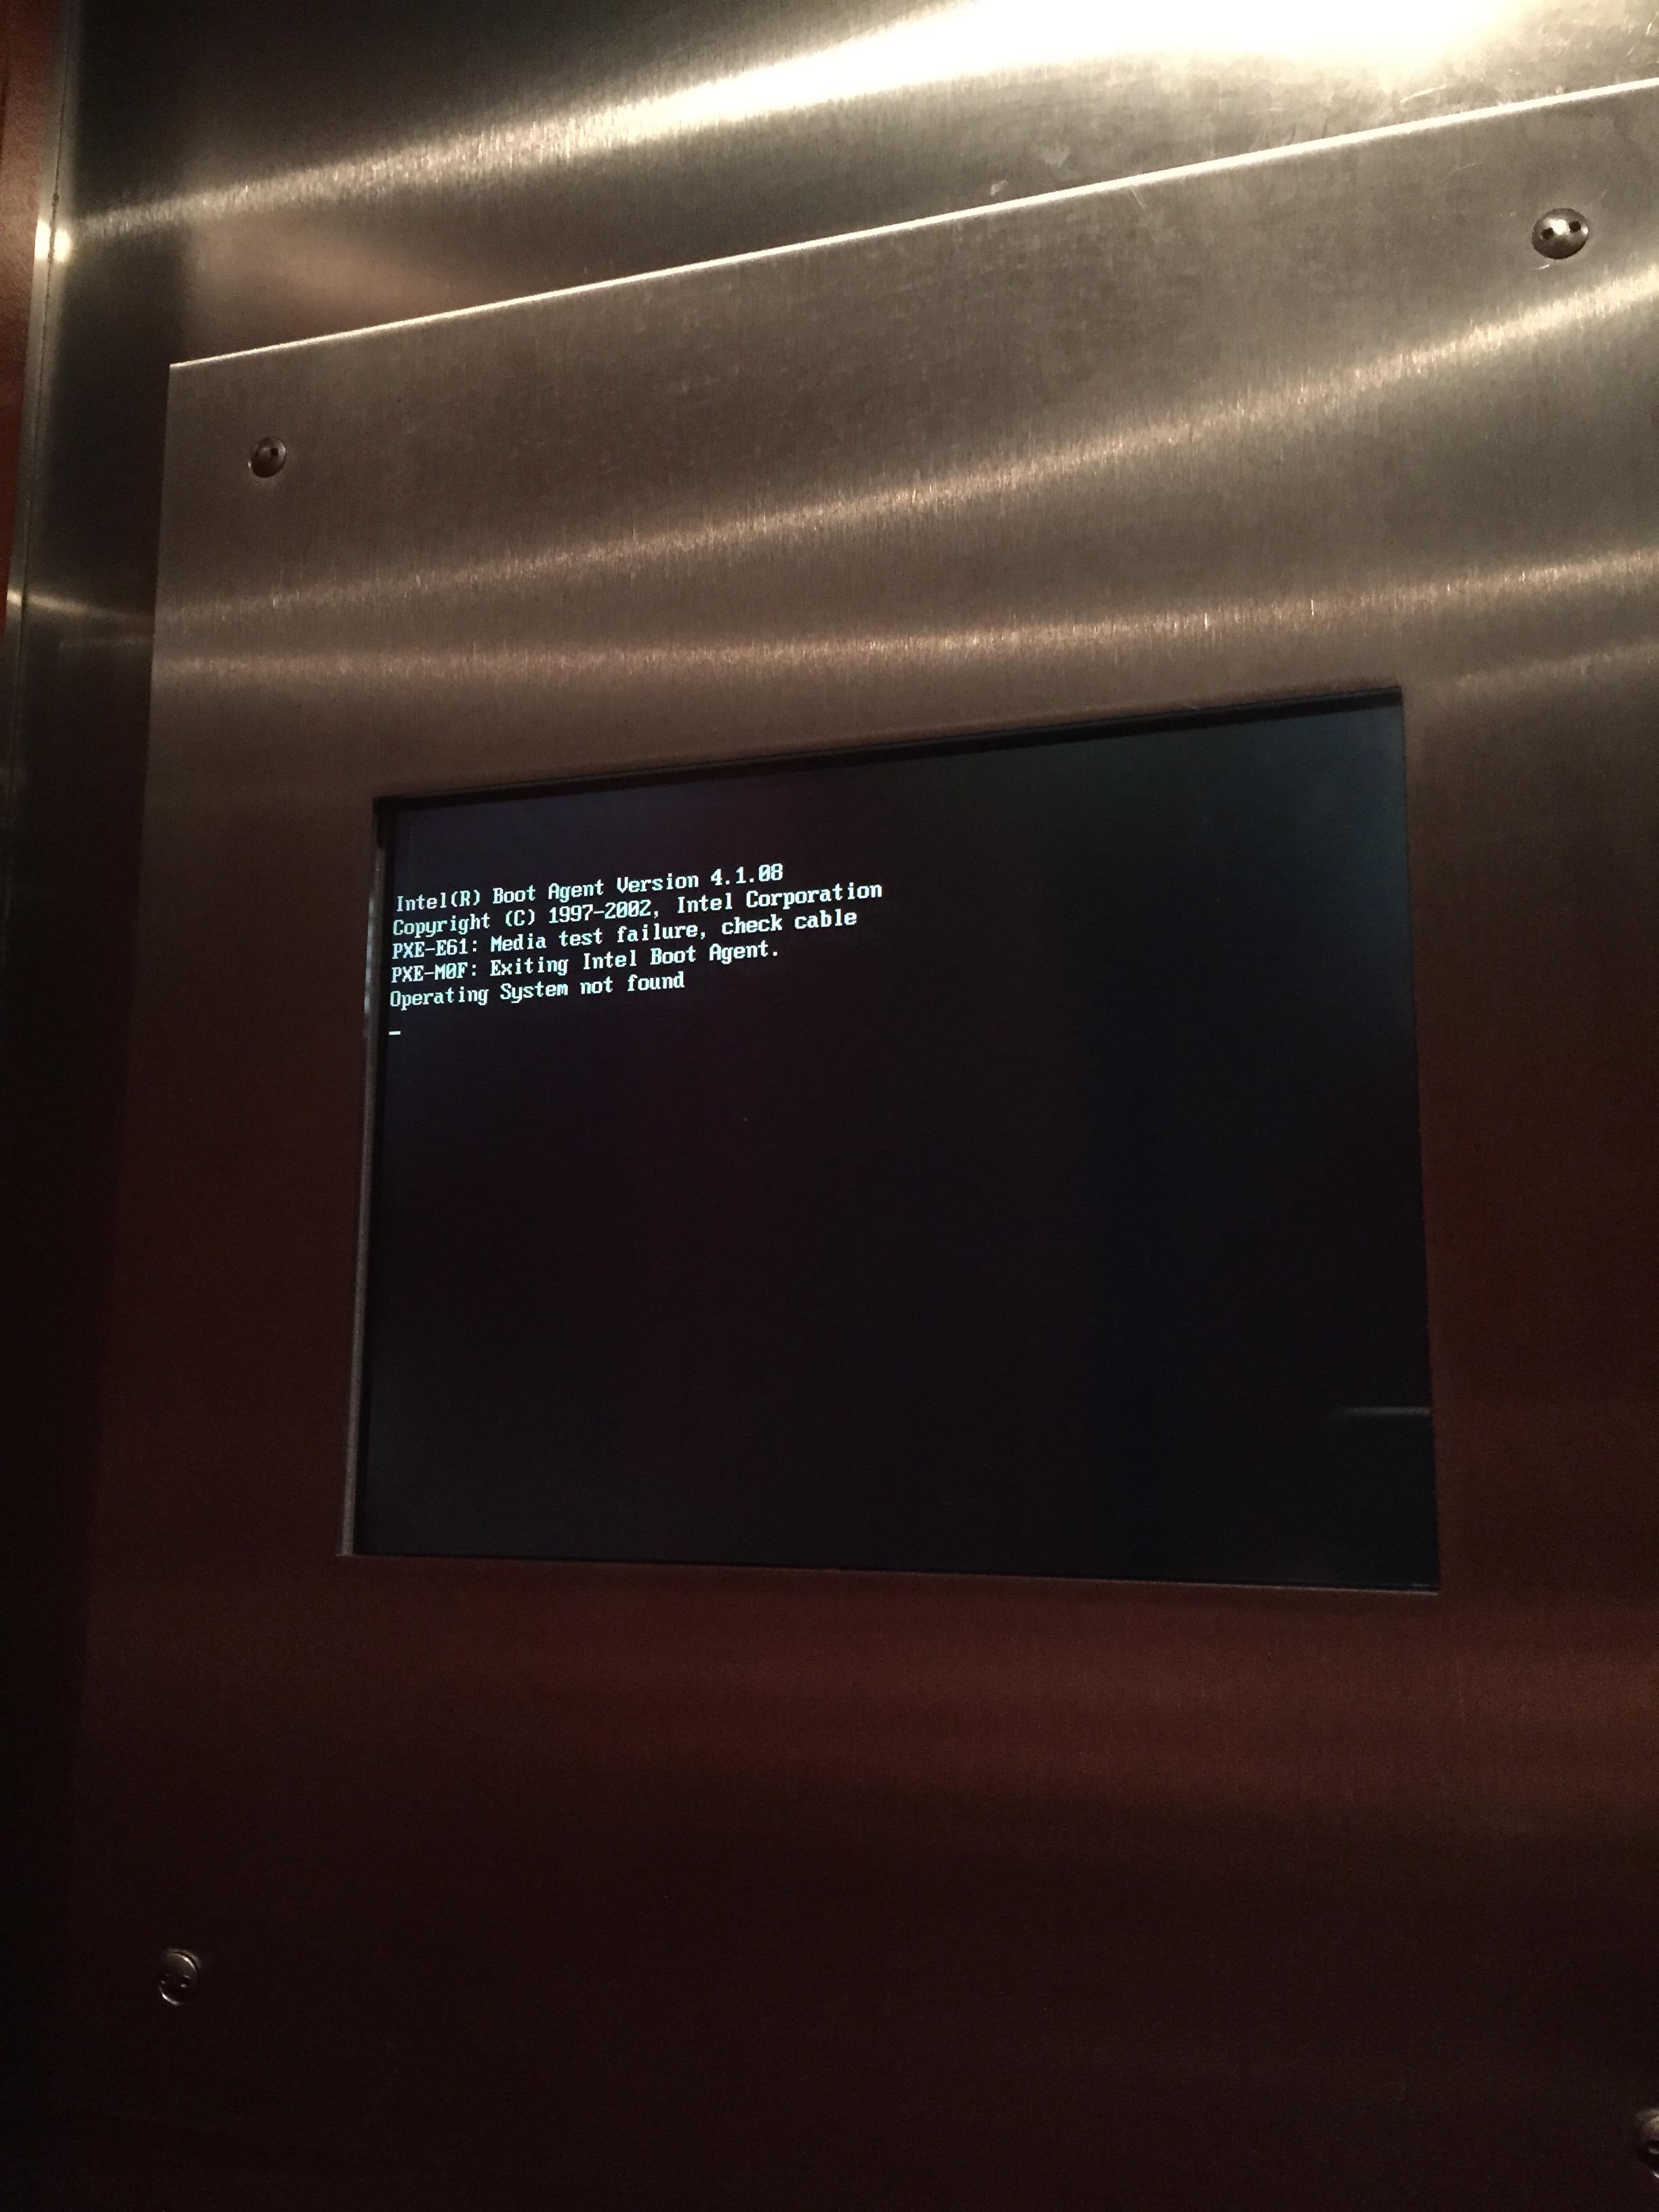 Intel(R) Boot Agent Version 4.1.08
Copyright (C) 1997-2002, Intel Corporation
PXE-E61: Media test failure, check cable
PXE-M0F: Exiting Intel Boot Agent.
Operating System not found
_